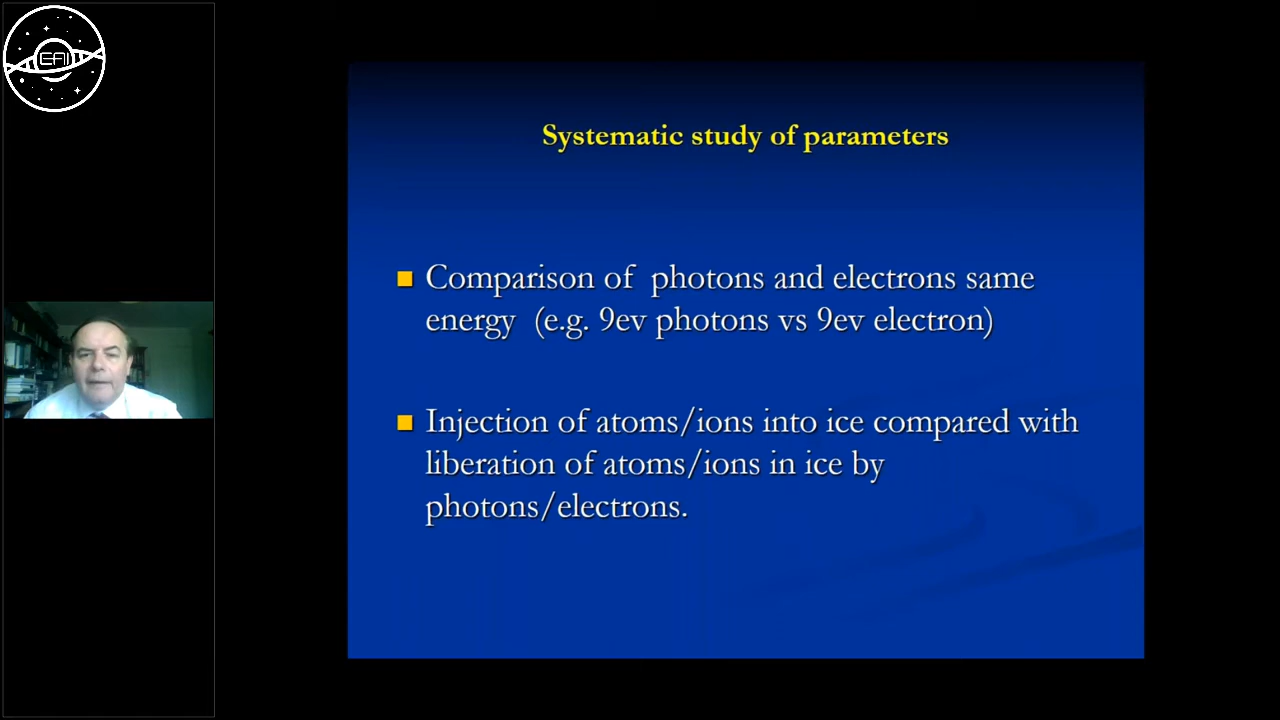 EAI
Systematic study of parameters
Comparison of photons and electrons same
energy (e.g. 9ev photons vs 9ev electron)
Injection of atoms/ions into ice compared with
liberation of atoms/ions in ice by
photons/electrons.